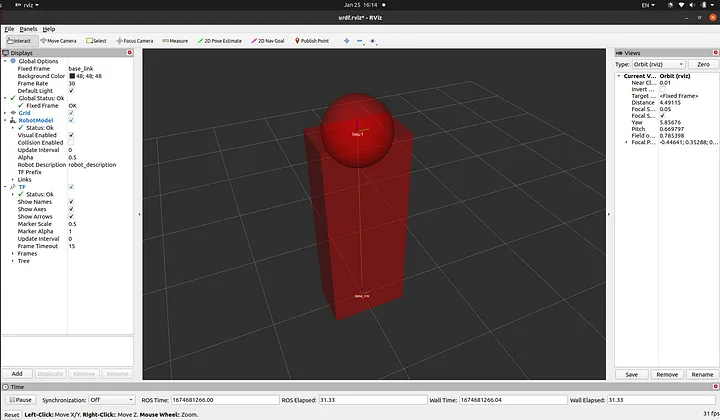 rviz
Jan 25 16:14
EN
urdf.rviz* - RViz
File Panels Help
Interact Move Camera Select Focus Camera Measure 2D Pose Estimate 2D Nav Goal Publish Point
Displays
Global Options
Fixed Frame base_link
Background Color 48; 48; 48
Frame Rate 30
Default Light
Global Status: Ok
Fixed Frame OK
Grid
RobotModel
Status: Ok
Visual Enabled
Collision Enabled
Update Interval 0
Alpha 0.5
Robot Description robot_description
TF Prefix
Links
TF
Status: Ok
Show Names
Show Axes
Show Arrows
Marker Scale 0.5
Marker Alpha 1
Update Interval 0
Frame Timeout 15
Frames
Tree
Add Duplicate Remove Rename
base_link
Views
Type: Orbit (rviz) Zero
Current V... Orbit (rviz)
Near Cl... 0.01
Invert ...
Target ... <Fixed Frame>
Distance 4.49115
Focal S... 0.05
Focal S...
Yaw 5.85676
Pitch 0.669797
Field o... 0.785398
Focal P... -0.44641; 0.35288; 0...
Save Remove Rename
Time
Pause Synchronization: Off ROS Time: 1674681266.00 ROS Elapsed: 31.33 Wall Time: 1674681266.04 Wall Elapsed: 31.33
Reset Left-Click: Move X/Y. Right-Click:: Move Z. Mouse Wheel:: Zoom. 31 fps